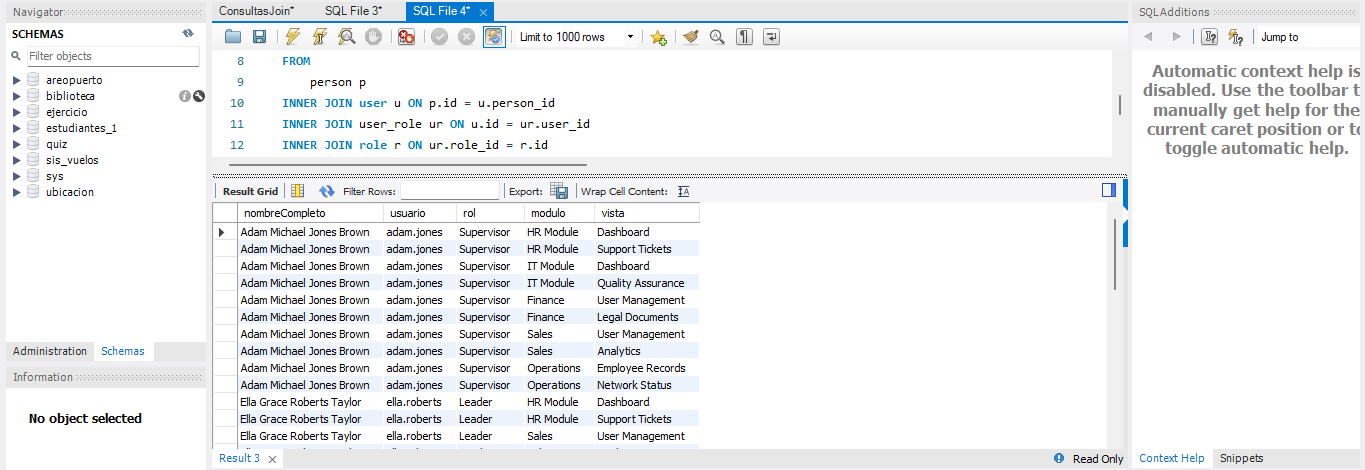 Navigator
SCHEMAS
Filter objects
areopuerto
biblioteca
ejercicio
estudiantes_1
quiz
sis_vuelos
sys
ubicacion
Administration Schemas
Information
No object selected
ConsultasJoin* SQL File 3* SQL File 4*
Limit to 1000 rows
8 FROM
9 person p
10 INNER JOIN user u ON p.id = u.person_id
11 INNER JOIN user_role ur ON u.id = ur.user_id
12 INNER JOIN role r ON ur.role_id = r.id
Result Grid Filter Rows: Export: Wrap Cell Content:
nombreCompleto usuario rol modulo vista
Adam Michael Jones Brown adam.jones Supervisor HR Module Dashboard
Adam Michael Jones Brown adam.jones Supervisor HR Module Support Tickets
Adam Michael Jones Brown adam.jones Supervisor IT Module Dashboard
Adam Michael Jones Brown adam.jones Supervisor IT Module Quality Assurance
Adam Michael Jones Brown adam.jones Supervisor Finance User Management
Adam Michael Jones Brown adam.jones Supervisor Finance Legal Documents
Adam Michael Jones Brown adam.jones Supervisor Sales User Management
Adam Michael Jones Brown adam.jones Supervisor Sales Analytics
Adam Michael Jones Brown adam.jones Supervisor Operations Employee Records
Adam Michael Jones Brown adam.jones Supervisor Operations Network Status
Ella Grace Roberts Taylor ella.roberts Leader HR Module Dashboard
Ella Grace Roberts Taylor ella.roberts Leader HR Module Support Tickets
Ella Grace Roberts Taylor ella.roberts Leader Sales User Management
Result 3
Read Only
SQLAdditions
Jump to
Automatic context help is
disabled. Use the toolbar t
manually get help for the
current caret position or to
toggle automatic help.
Context Help Snippets